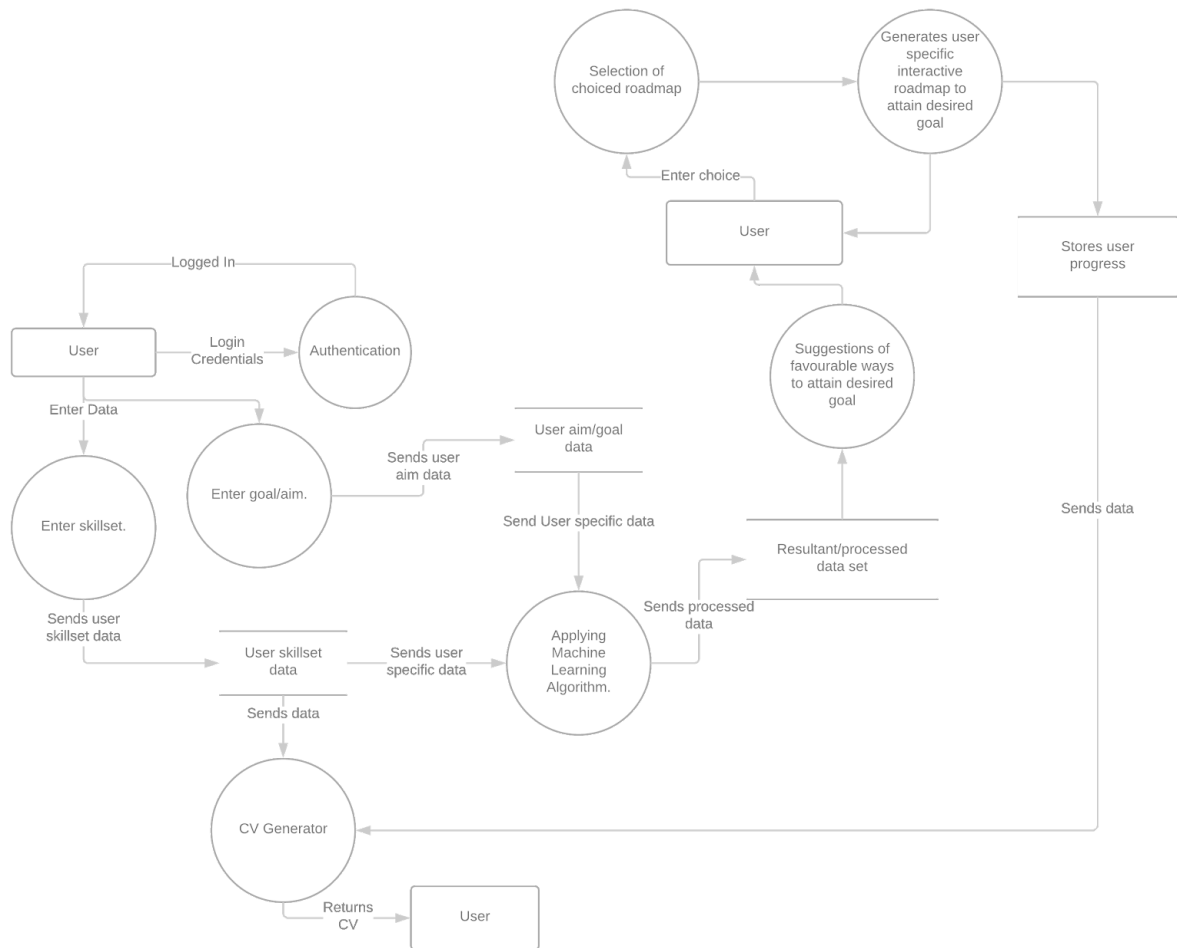 Selection of
choiced roadmap
Generates user
specific
interactive
roadmap to
attain desired
goal
Enter choice
User
Stores user
progress
Logged In
User
Login
Credentials
Authentication
Suggestions of
favourable ways
to attain desired
goal
Enter Data
User aim/goal
data
Sends user
aim data
Enter goal/aim.
Enter skillset.
Send User specific data
Sends data
Resultant/processed
data set
Sends user
skillset data
Sends processed
data
User skillset
data
Sends user
specific data
Applying
Machine
Learning
Algorithm.
Sends data
CV Generator
Returns
CV
User